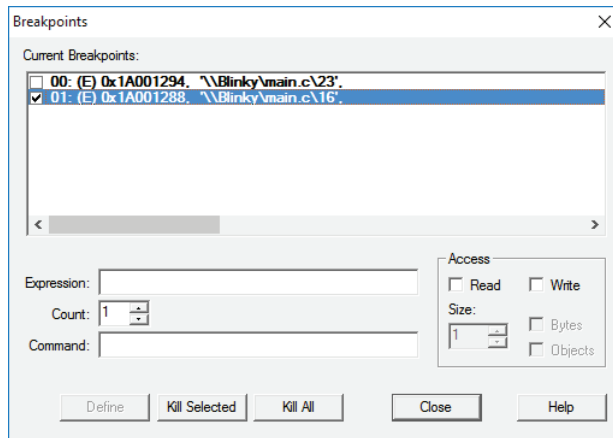 Breakpoints
Current Breakpoints:
00: (E) 0x1A001294, '\\Blinky\main.c\23',
01: (E) 0x1A001288, '\\Blinky\main.c\16',
Access
Expression:
Read Write
Count: 1
Size:
1
Bytes
Command:
Objects
Define Kill Selected Kill All Close Help